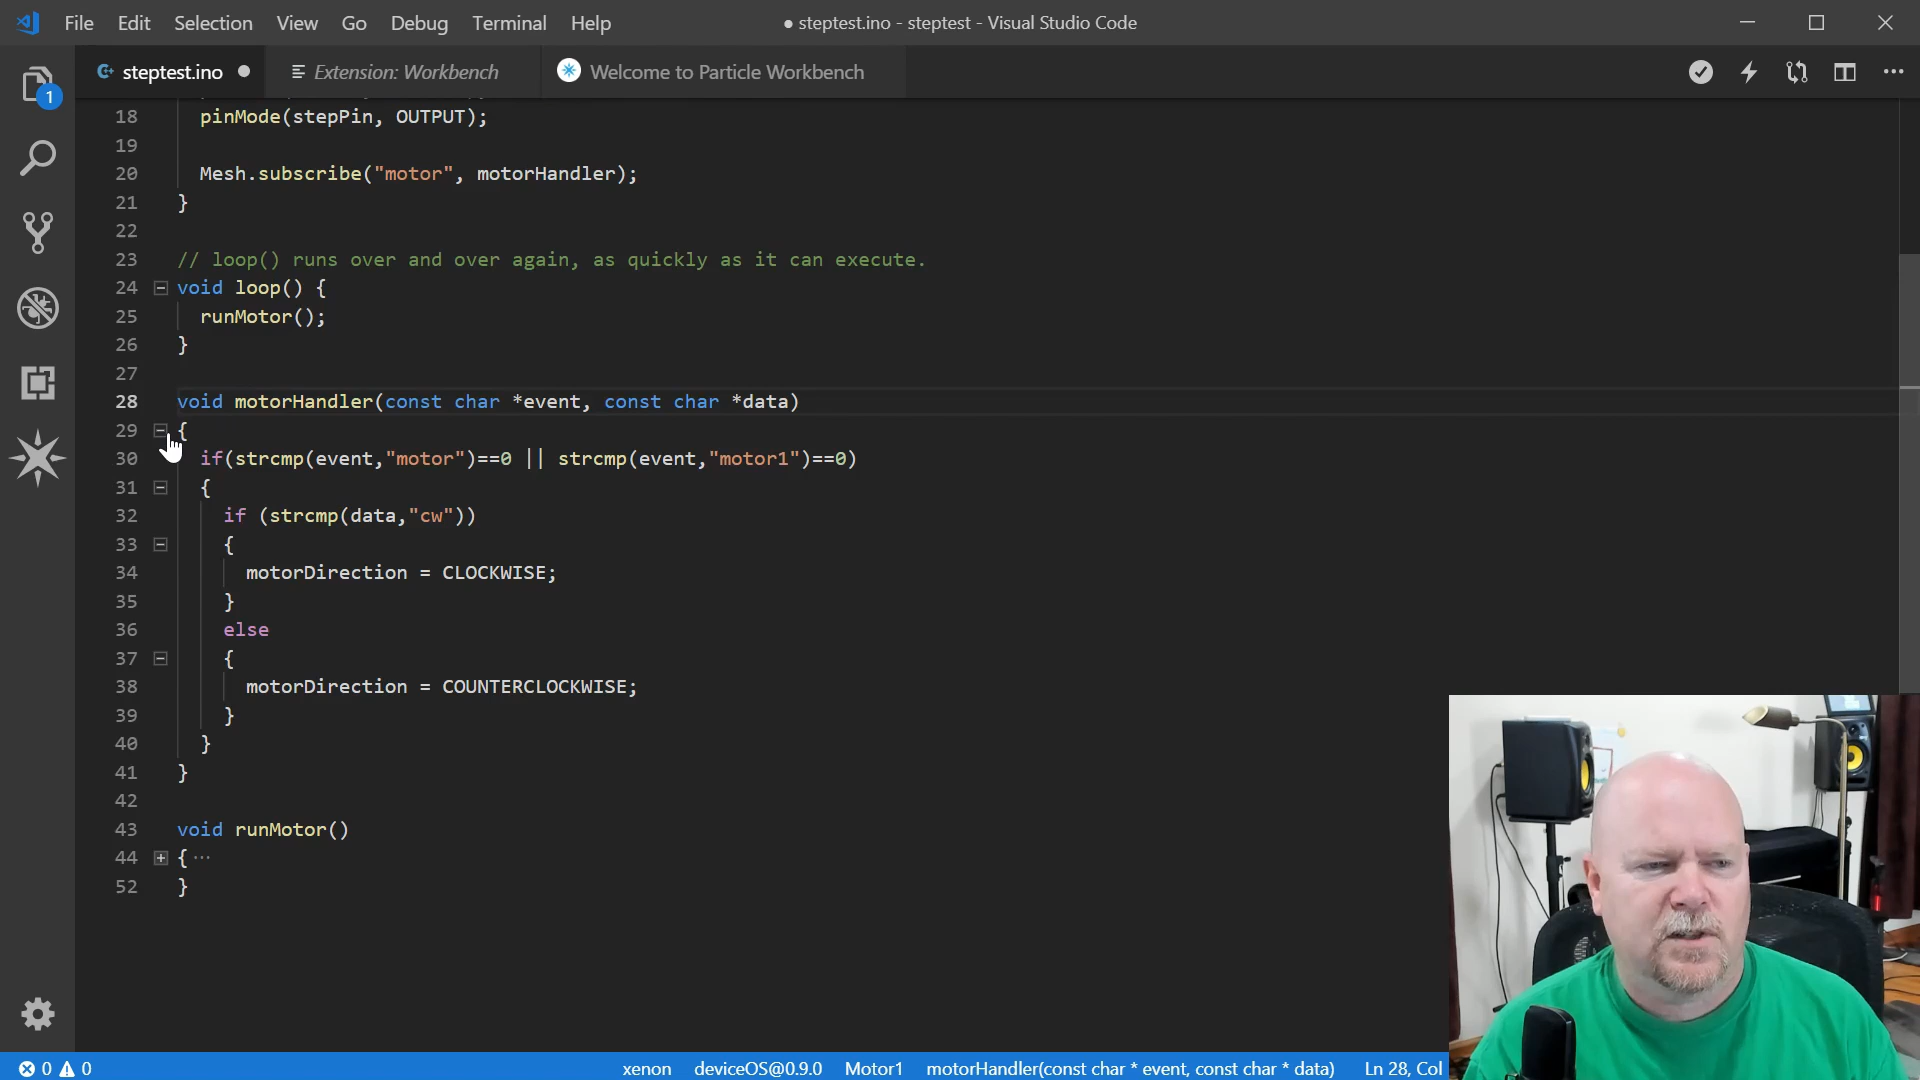 File Edit Selection View Go Debug Terminal Help ● steptest.ino - steptest - Visual Studio Code
steptest.ino Extension: Workbench Welcome to Particle Workbench
1
18 pinMode(stepPin, OUTPUT);
19
20 Mesh.subscribe("motor", motorHandler);
21 }
22
23 // loop() runs over and over again, as quickly as it can execute.
24 void loop() {
25 runMotor();
26 }
27
28 void motorHandler(const char *event, const char *data)
29 {
30 if(strcmp(event,"motor")==0 || strcmp(event,"motor1")==0)
31 {
32 if (strcmp(data,"cw"))
33 {
34 motorDirection = CLOCKWISE;
35 }
36 else
37 {
38 motorDirection = COUNTERCLOCKWISE;
39 }
40 }
41 }
42
43 void runMotor()
44 { ···
52 }
0 0 xenon deviceOS@0.9.0 Motor1 motorHandler(const char * event, const char * data) Ln 28, Col